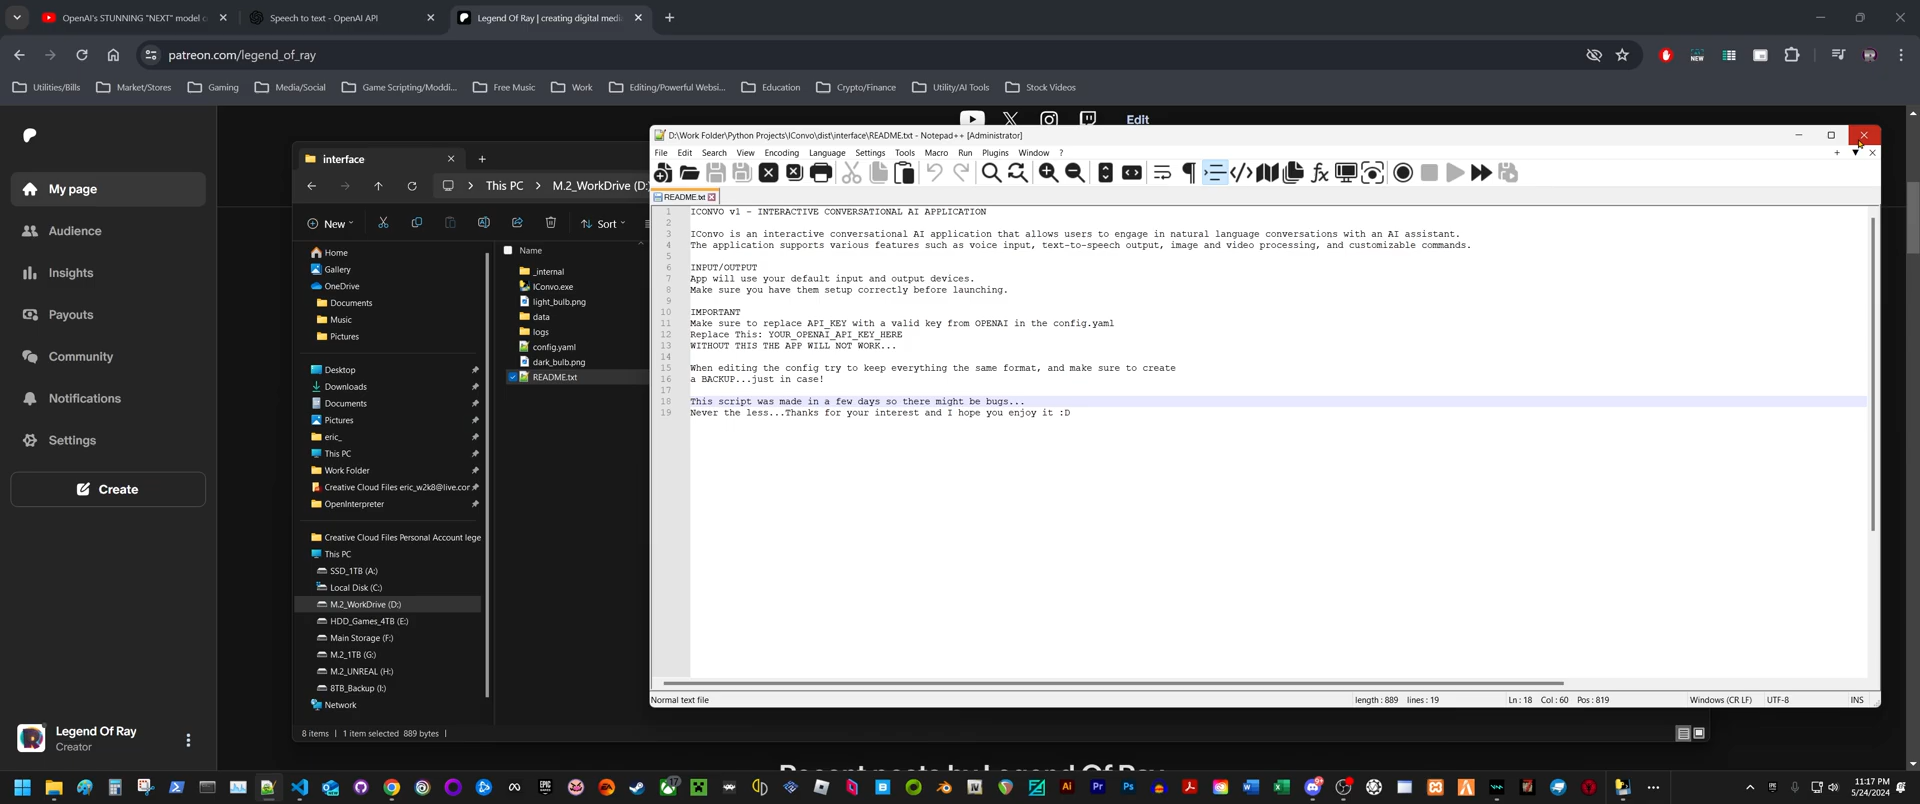 OpenAI's STUNNING "NEXT" model o
Speech to text - OpenAI API
Legend Of Ray | creating digital medi
patreon.com/legend_of_ray
NEW
Utilities/Bills
Market/Stores
Gaming
Media/Social
Game Scripting/Moddi...
Free Music
Work
Editing/Powerful Websi...
Education
Crypto/Finance
Utility/AI Tools
Stock Videos
Edit
My page
Audience
Insights
Payouts
Community
Notifications
Settings
Create
Legend Of Ray
Creator
interface
This PC
M.2_WorkDrive (D:)
New
Sort
Home
Gallery
OneDrive
Documents
Music
Pictures
Desktop
Downloads
Documents
Pictures
eric_
This PC
Work Folder
Creative Cloud Files eric_w2k8@live.cor
OpenInterpreter
Creative Cloud Files Personal Account lege
This PC
SSD_1TB (A:)
Local Disk (C:)
M.2_WorkDrive (D:)
HDD_Games_4TB (E:)
Main Storage (F:)
M.2_1TB (G:)
M.2_UNREAL (H:)
8TB_Backup (I:)
Network
Name
_internal
IConvo.exe
light_bulb.png
data
logs
config.yaml
dark_bulb.png
README.txt
8 items
1 item selected 889 bytes
D:\Work Folder\Python Projects\IConvo\dist\interface\README.txt - Notepad++ [Administrator]
File Edit Search View Encoding Language Settings Tools Macro Run Plugins Window ?
README.txt
1 ICONVO v1 - INTERACTIVE CONVERSATIONAL AI APPLICATION
2
3 IConvo is an interactive conversational AI application that allows users to engage in natural language conversations with an AI assistant.
4 The application supports various features such as voice input, text-to-speech output, image and video processing, and customizable commands.
5
6 INPUT/OUTPUT
7 App will use your default input and output devices.
8 Make sure you have them setup correctly before launching.
9
10 IMPORTANT
11 Make sure to replace API_KEY with a valid key from OPENAI in the config.yaml
12 Replace This: YOUR_OPENAI_API_KEY_HERE
13 WITHOUT THIS THE APP WILL NOT WORK...
14
15 When editing the config try to keep everything the same format, and make sure to create
16 a BACKUP...just in case!
17
18 This script was made in a few days so there might be bugs...
19 Never the less...Thanks for your interest and I hope you enjoy it :D
Normal text file
length : 889 lines : 19
Ln : 18 Col : 60 Pos : 819
Windows (CR LF)
UTF-8
INS
Recent posts by Legend Of Ray
11:17 PM
5/24/2024